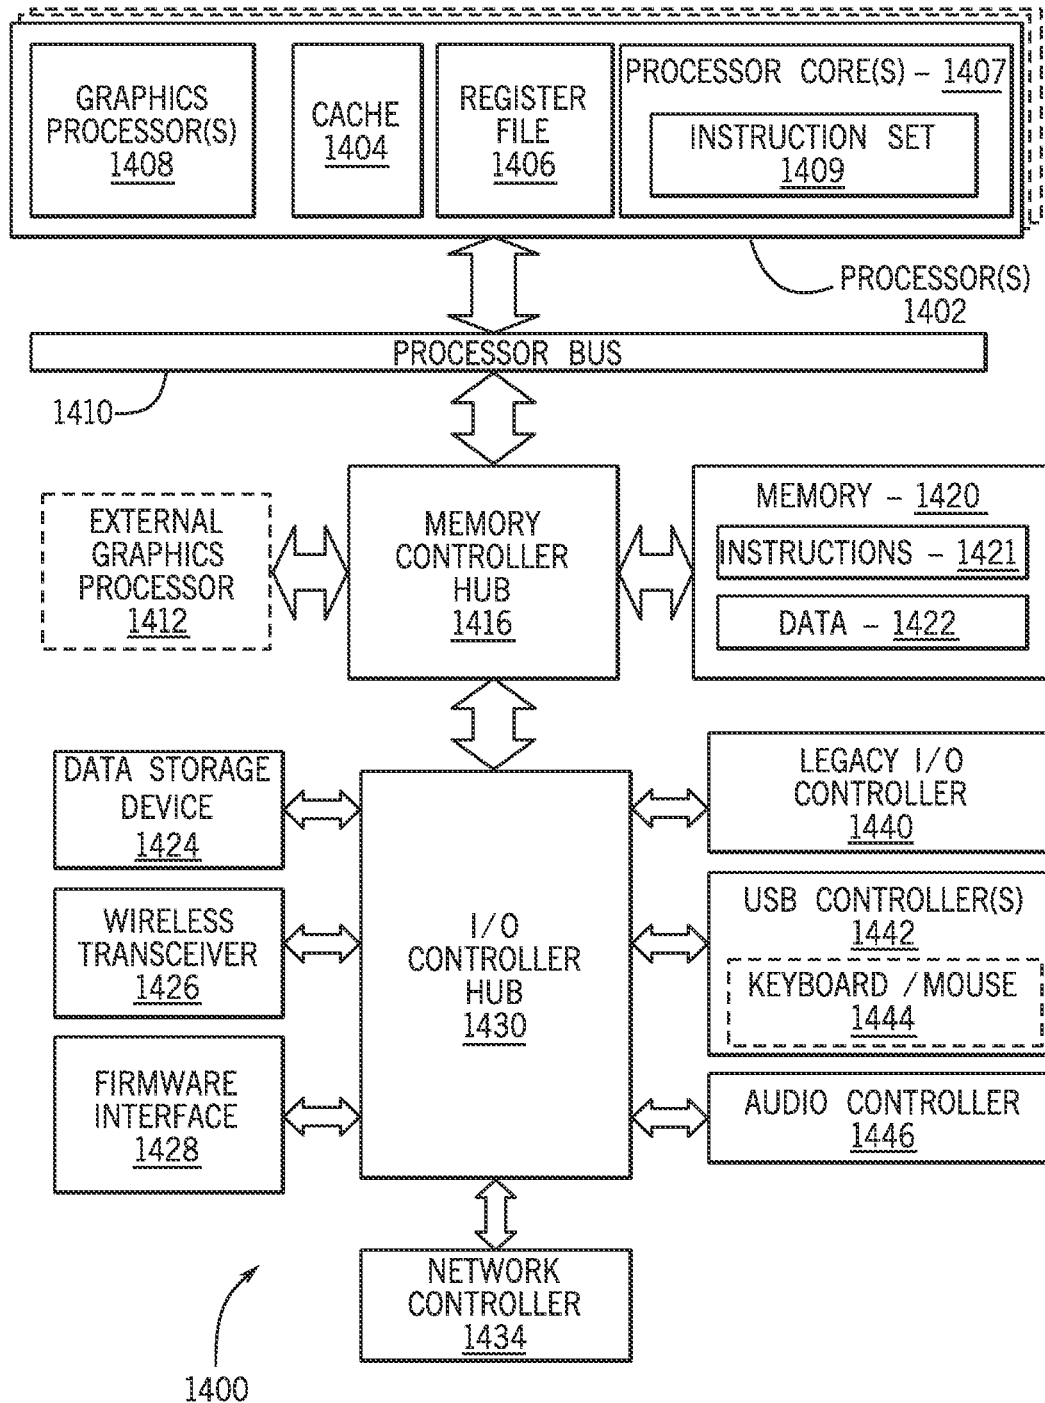 GRAPHICS
PROCESSOR(S)
1408
CACHE
1404
REGISTER
FILE
1406
PROCESSOR CORE(S) – 1407
INSTRUCTION SET
1409
PROCESSOR(S)
1402
PROCESSOR BUS
1410
EXTERNAL
GRAPHICS
PROCESSOR
1412
MEMORY
CONTROLLER
HUB
1416
MEMORY – 1420
INSTRUCTIONS – 1421
DATA – 1422
DATA STORAGE
DEVICE
1424
WIRELESS
TRANSCEIVER
1426
FIRMWARE
INTERFACE
1428
I/O
CONTROLLER
HUB
1430
LEGACY I/O
CONTROLLER
1440
USB CONTROLLER(S)
1442
KEYBOARD /MOUSE
1444
AUDIO CONTROLLER
1446
NETWORK
CONTROLLER
1434
1400